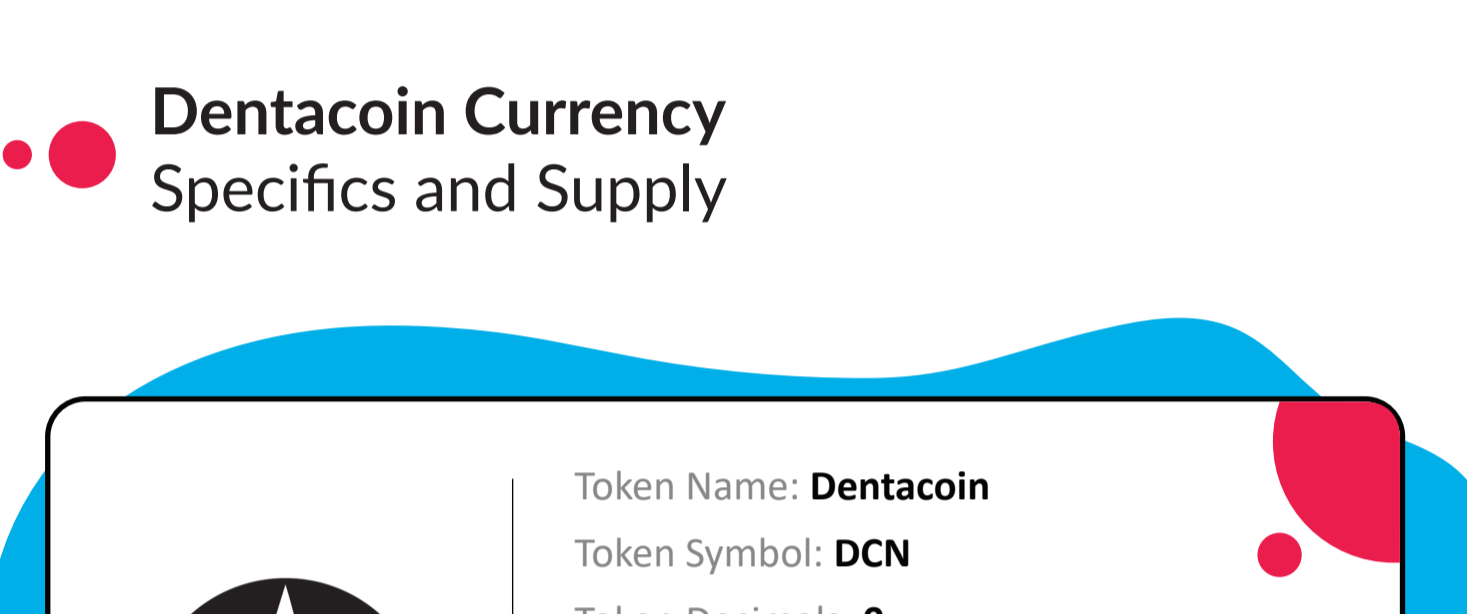 Dentacoin Currency
Specifics and Supply
Token Name: Dentacoin
Token Symbol: DCN